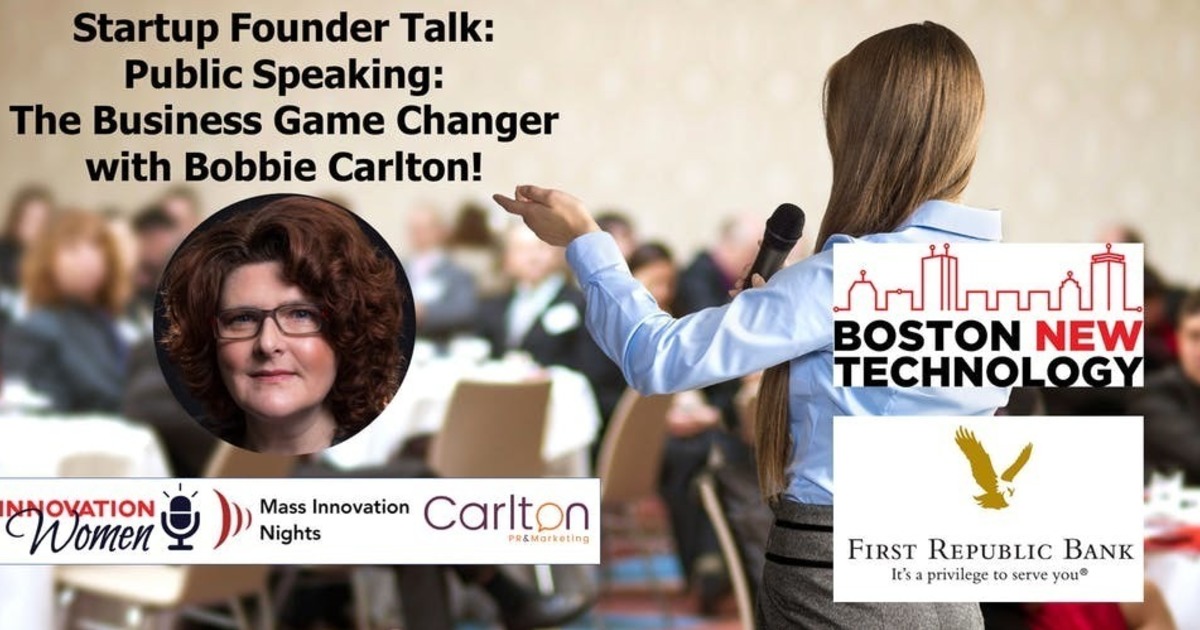 Startup Founder Talk:
Public Speaking:
The Business Game Changer
with Bobbie Carlton!
INNOVATION
Women
Mass Innovation
Nights
Carlton
PR&Marketing
BOSTON NEW
TECHNOLOGY
FIRST REPUBLIC BANK
It's a privilege to serve you®